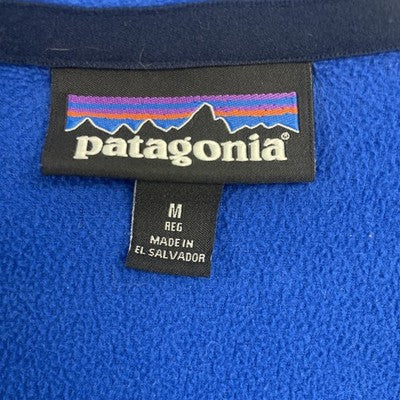 patagonia®
M
REG
MADE IN
EL SALVADOR